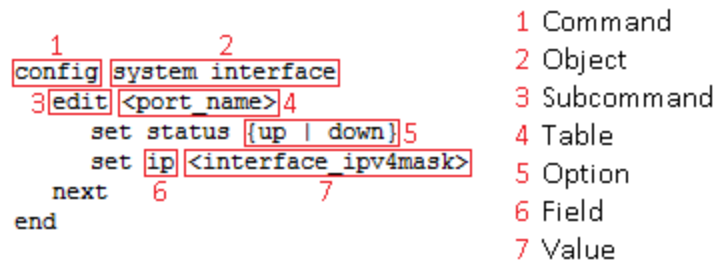 1 2
config system interface
3 edit <port_name> 4
set status {up | down} 5
set ip <interface_ipv4mask>
next 6 7
end
1 Command
2 Object
3 Subcommand
4 Table
5 Option
6 Field
7 Value